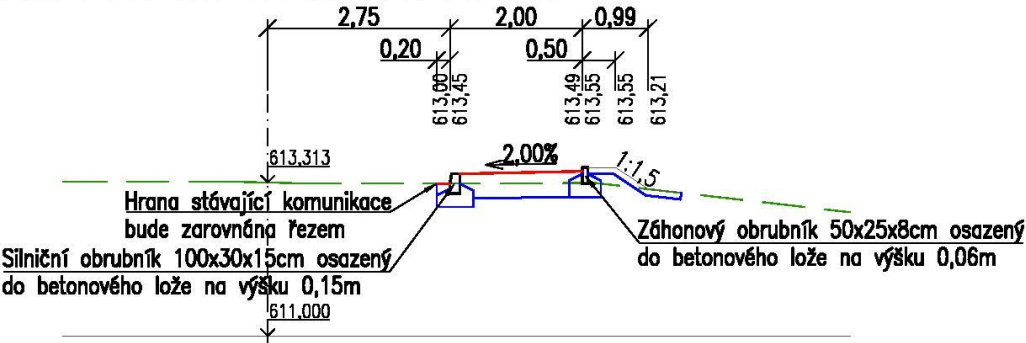 2,75 2,00 0,99
0,20 0,50
613,00
613,45
613,49
613,55
613,55
613,21
613,313
2,00%
1:1,5
Hrana stávající komunikace
bude zarovnána řezem
Silniční obrubník 100x30x15cm osazený
do betonového lože na výšku 0,15m
Záhonový obrubník 50x25x8cm osazený
do betonového lože na výšku 0,06m
611,000